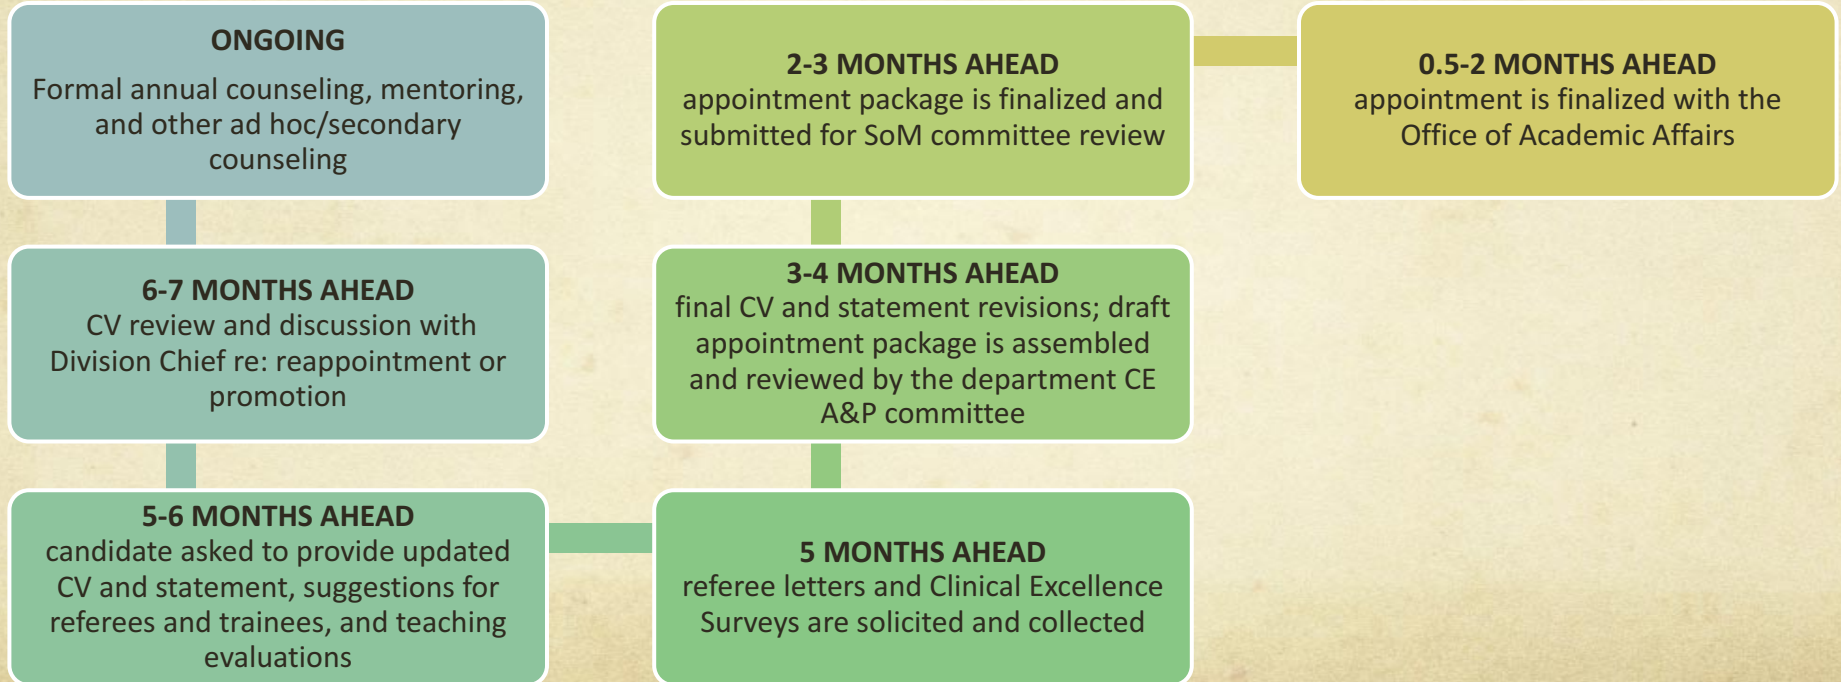 ONGOING
Formal annual counseling, mentoring,
and other ad hoc/secondary
counseling
6-7 MONTHS AHEAD
CV review and discussion with
Division Chief re: reappointment or
promotion
5-6 MONTHS AHEAD
candidate asked to provide updated
CV and statement, suggestions for
referees and trainees, and teaching
evaluations
5 MONTHS AHEAD
referee letters and Clinical Excellence
Surveys are solicited and collected
3-4 MONTHS AHEAD
final CV and statement revisions; draft
appointment package is assembled
and reviewed by the department CE
A&P committee
2-3 MONTHS AHEAD
appointment package is finalized and
submitted for SoM committee review
0.5-2 MONTHS AHEAD
appointment is finalized with the
Office of Academic Affairs